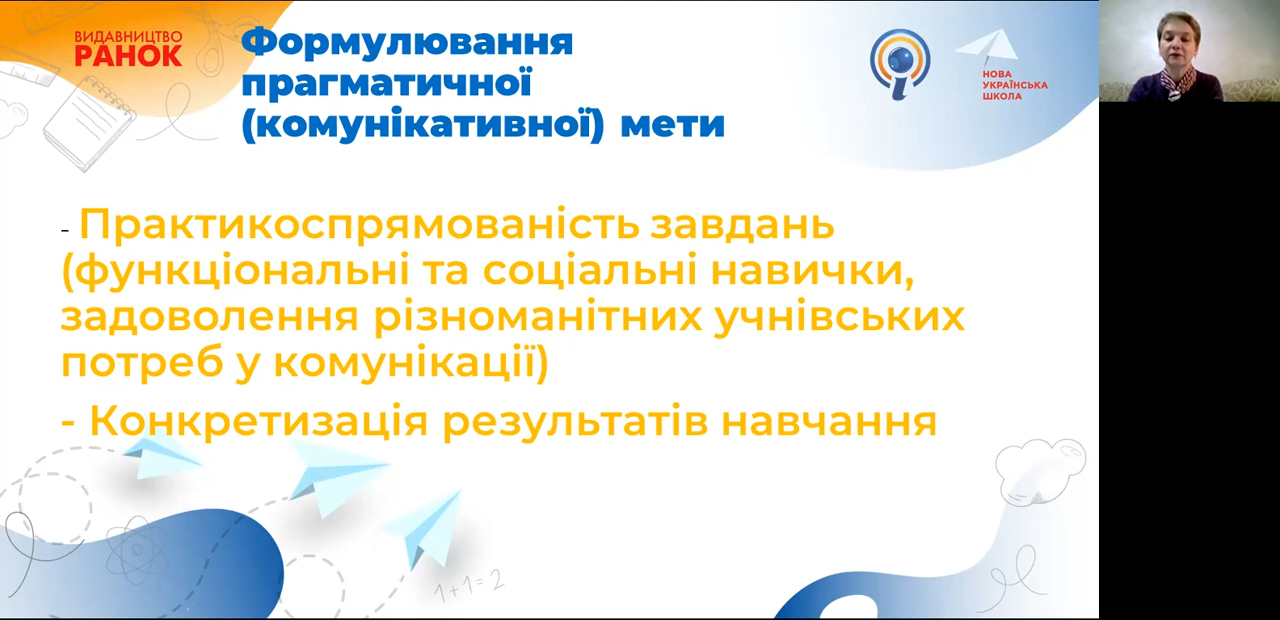 ВИДАВНИЦТВО
РАНОК
Формулювання
прагматичної
(комунікативної) мети
НОВА
УКРАЇНСЬКА
ШКОЛА
- Практикоспрямованість завдань
(функціональні та соціальні навички,
задоволення різноманітних учнівських
потреб у комунікації)
- Конкретизація результатів навчання
1+1=2